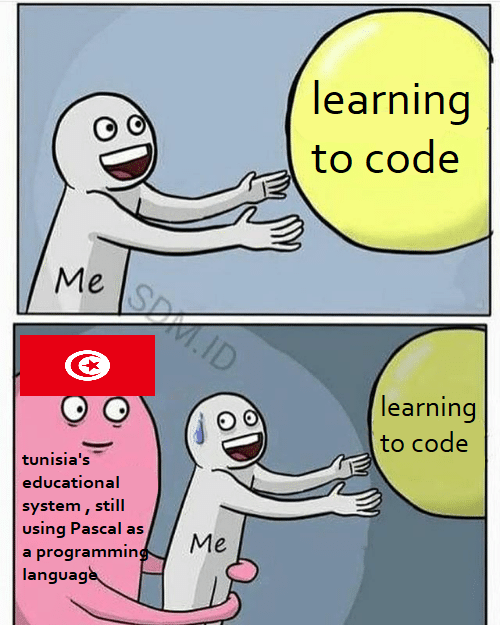 learning
to code
Me
SDM.ID
learning
to code
tunisia's
educational
system , still
using Pascal as
a programming
language
Me